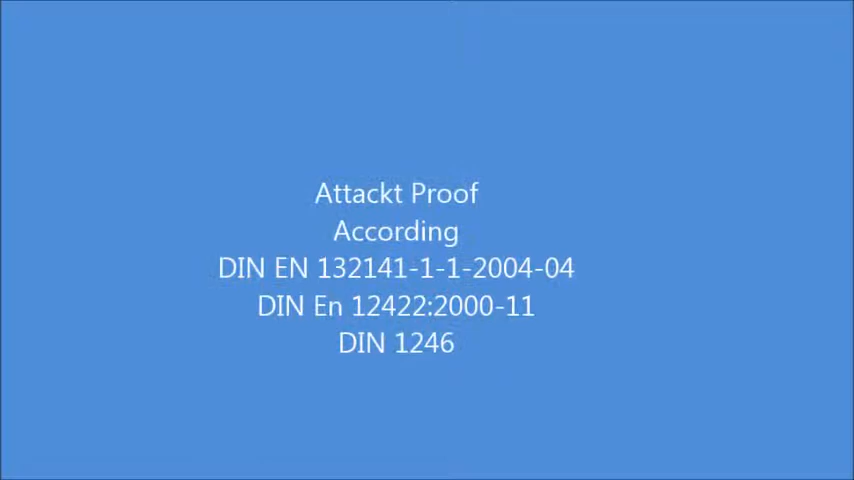 Attackt Proof
According
DIN EN 132141-1-1-2004-04
DIN En 12422:2000-11
DIN 1246